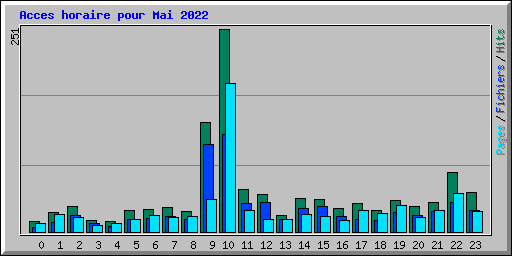 Acces horaire pour Mai 2022
251
Pages / Fichiers / Hits
0 1 2 3 4 5 6 7 8 9 10 11 12 13 14 15 16 17 18 19 20 21 22 23